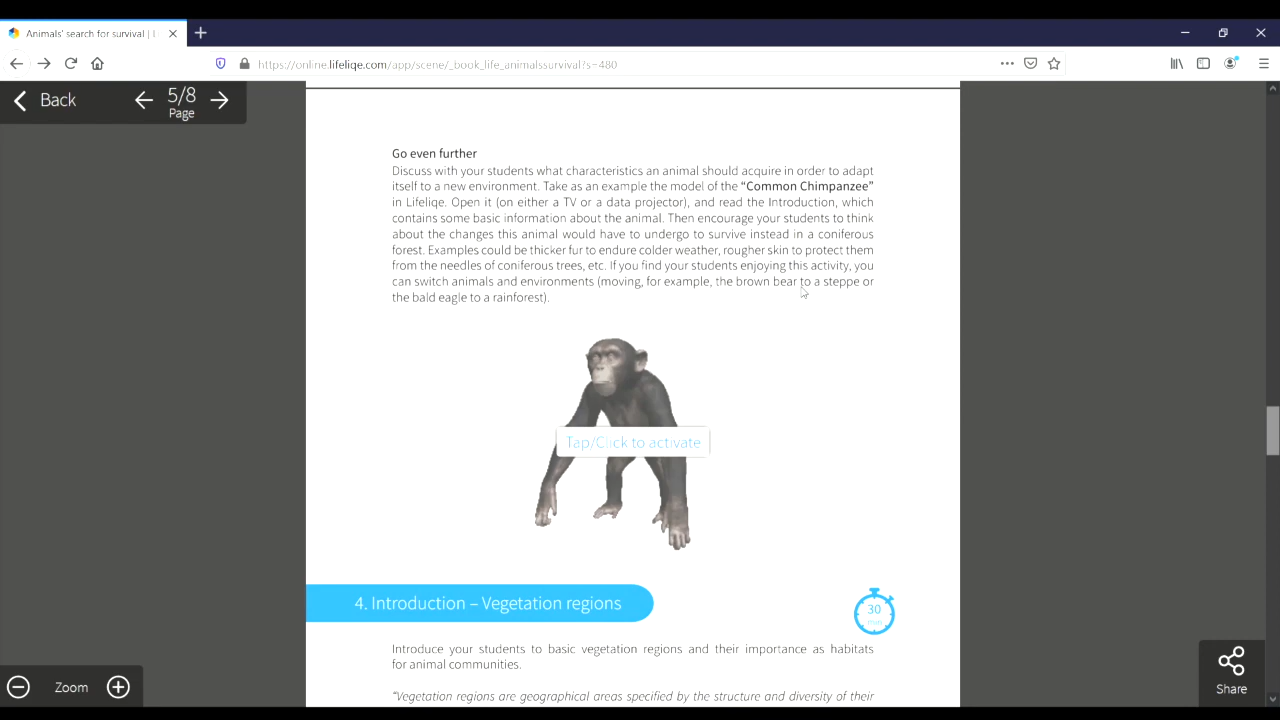 Animals' search for survival |
https://online.lifeliqe.com/app/scene/_book_life_animalssurvival?s=480
Back
5/8
Page
Go even further
Discuss with your students what characteristics an animal should acquire in order to adapt
itself to a new environment. Take as an example the model of the “Common Chimpanzee”
in Lifeliqe. Open it (on either a TV or a data projector), and read the Introduction, which
contains some basic information about the animal. Then encourage your students to think
about the changes this animal would have to undergo to survive instead in a coniferous
forest. Examples could be thicker fur to endure colder weather, rougher skin to protect them
from the needles of coniferous trees, etc. If you find your students enjoying this activity, you
can switch animals and environments (moving, for example, the brown bear to a steppe or
the bald eagle to a rainforest).
Tap/Click to activate
4. Introduction – Vegetation regions
30
mins
Introduce your students to basic vegetation regions and their importance as habitats
for animal communities.
“Vegetation regions are geographical areas specified by the structure and diversity of their
Zoom
Share